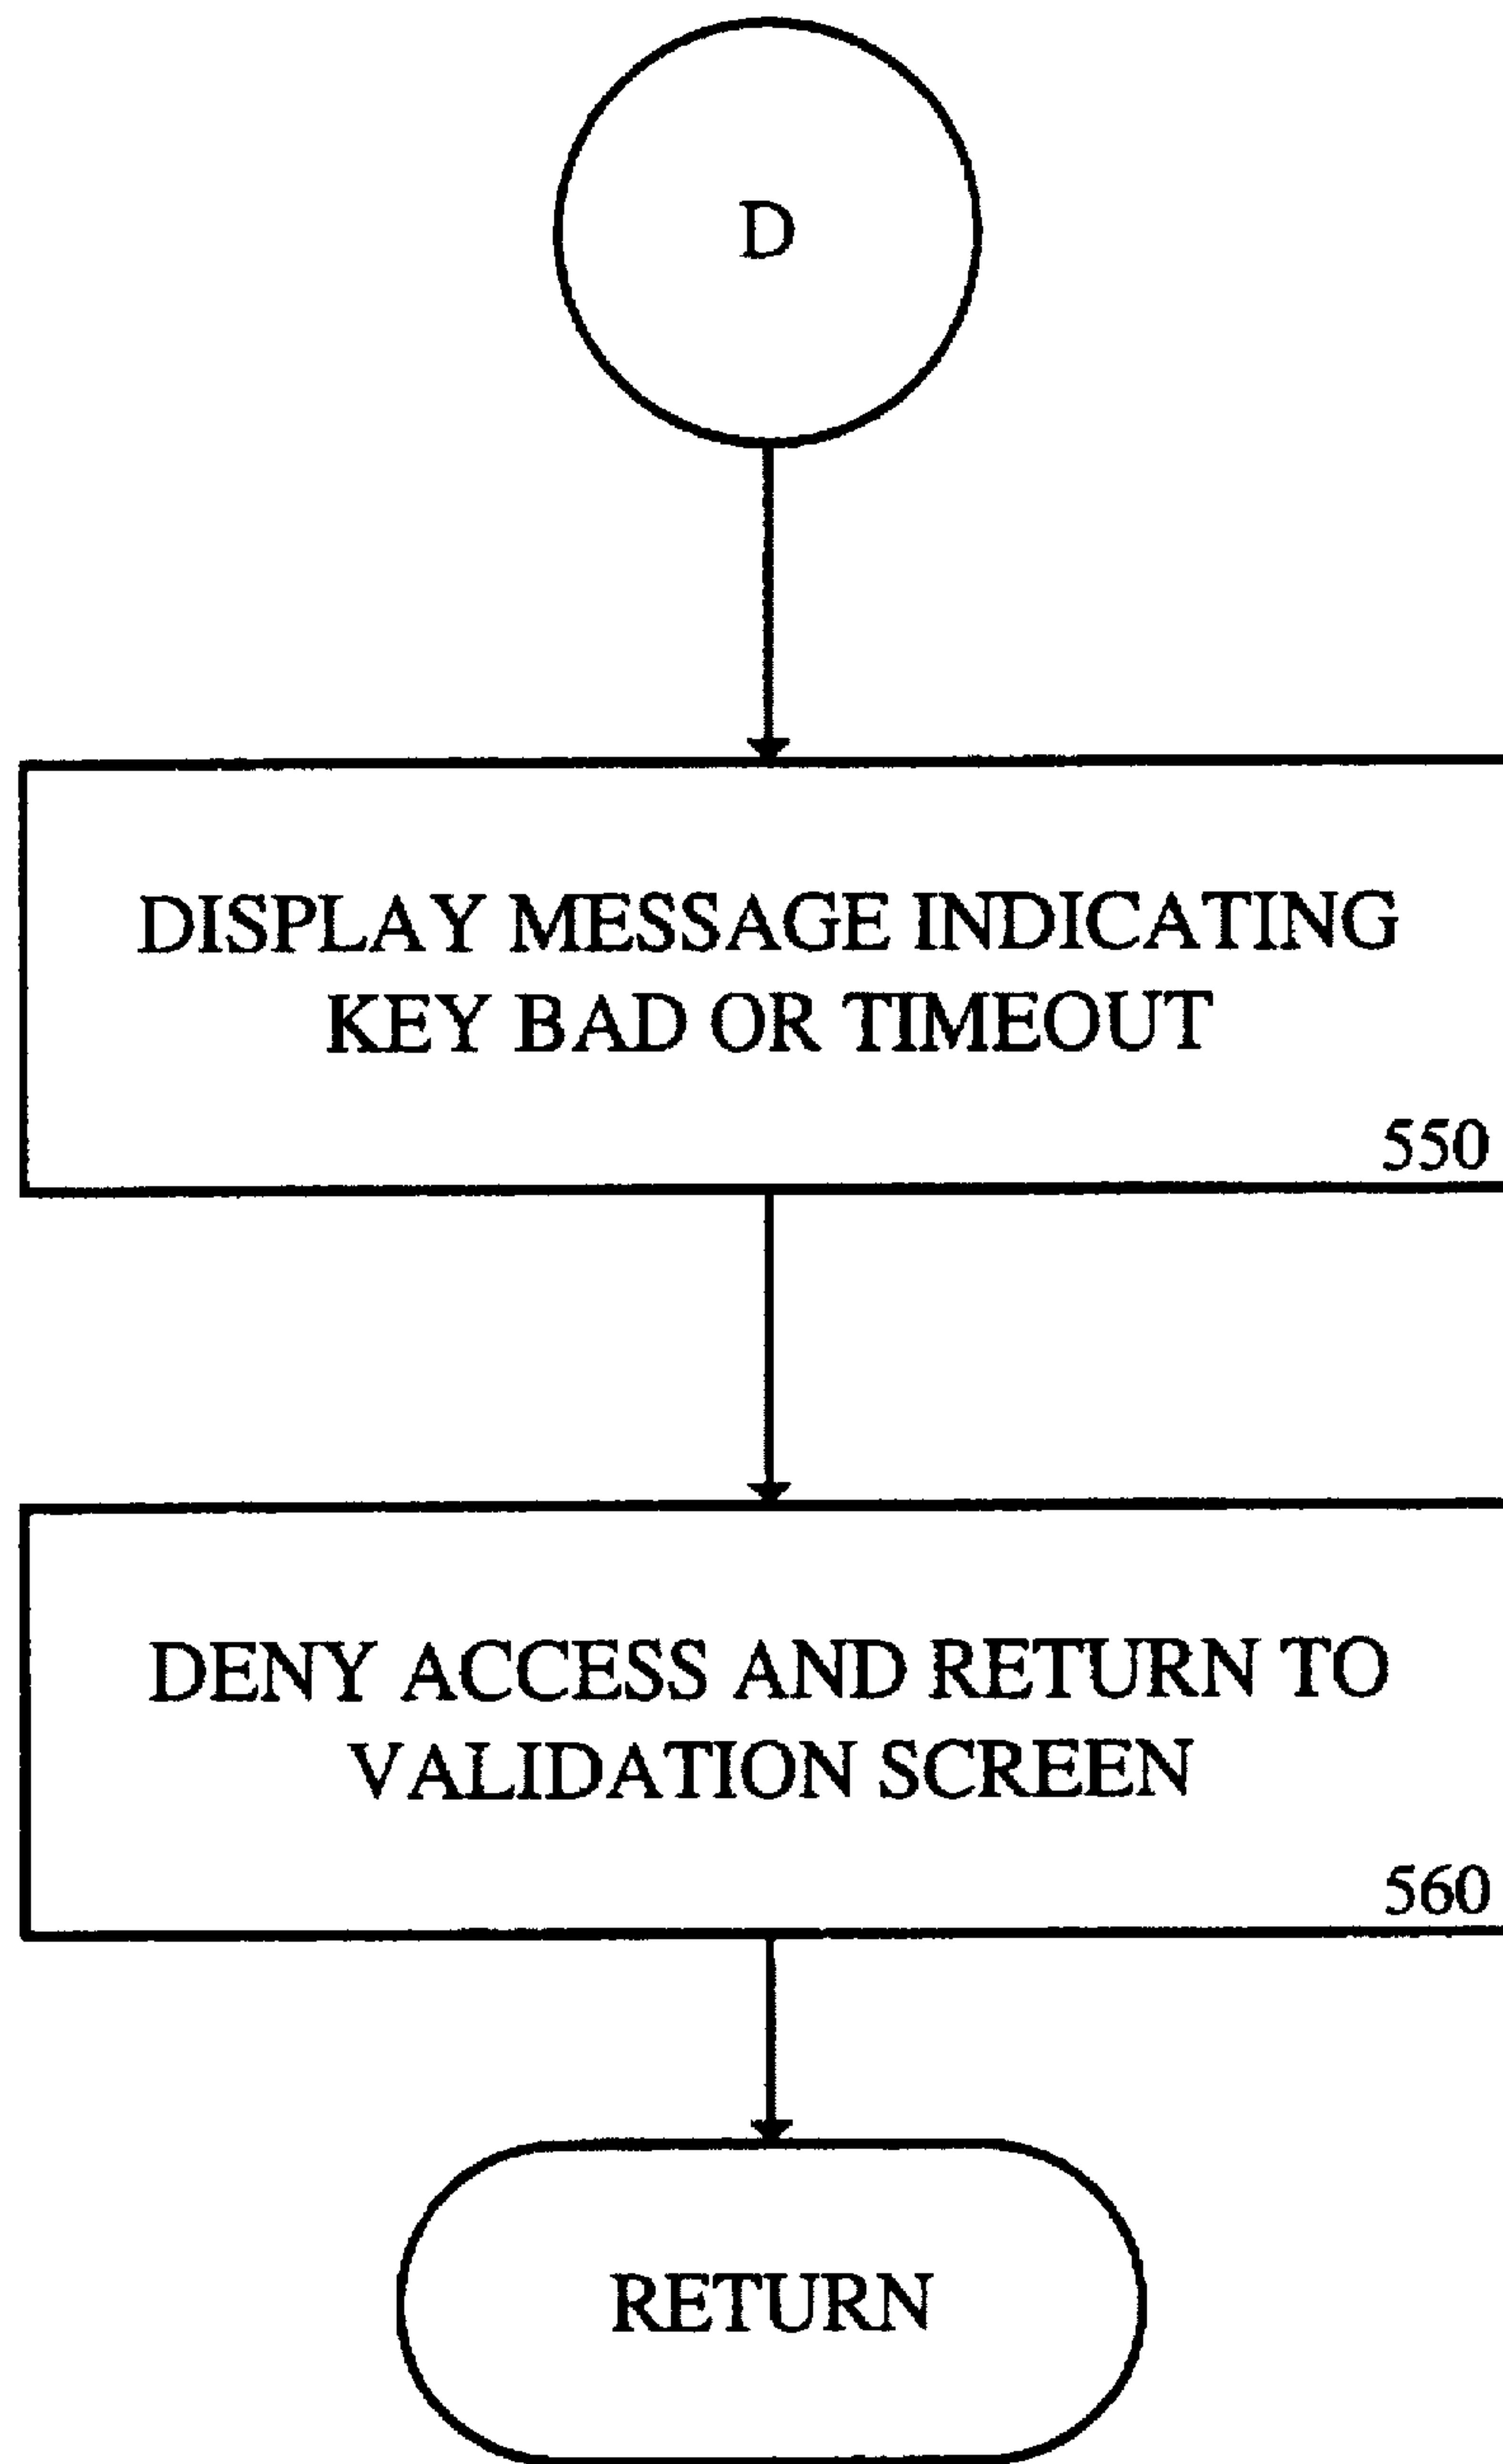 D
DISPLAY MESSAGE INDICATING
KEY BAD OR TIMEOUT
550
DENY ACCESS AND RETURN TO
VALIDATION SCREEN
560
RETURN